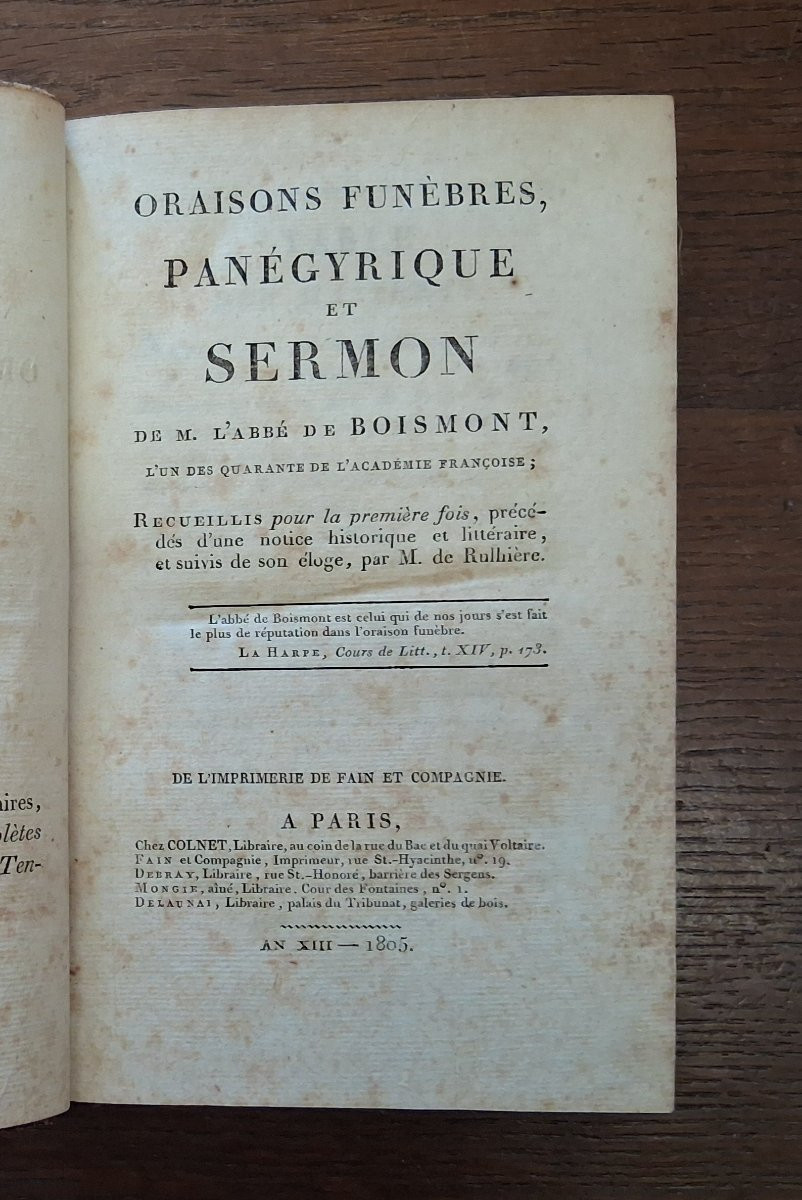 ORAISONS FUNÈBRES,
PANÉGYRIQUE
ET
SERMON
DE M. L'ABBÉ DE BOISMONT,
L'UN DES QUARANTE DE L'ACADÉMIE FRANÇOISE ;
RECUEILLIS pour la première fois, précé-
dés d'une notice historique et littéraire,
et suivis de son éloge, par M. de Rulhière.
L'abbé de Boismont est celui qui de nos jours s'est fait
le plus de réputation dans l'oraison funèbre.
LA HARPE, Cours de Litt., t. XIV, p. 173.
DE L'IMPRIMERIE DE FAIN ET COMPAGNIE.
A PARIS,
Chez COLNET, Libraire, au coin de la rue du Bac et du quai Voltaire.
FAIN et Compagnie, Imprimeur, rue St.-Hyacinthe, n°. 19.
DEBRAY, Libraire, rue St.-Honoré, barrière des Sergens.
MONGIE, aîné, Libraire. Cour des Fontaines, n°. 1.
DELAUNAI, Libraire, palais du Tribunat, galeries de bois.
AN XIII — 1805.
aires,
plètes
Ten-